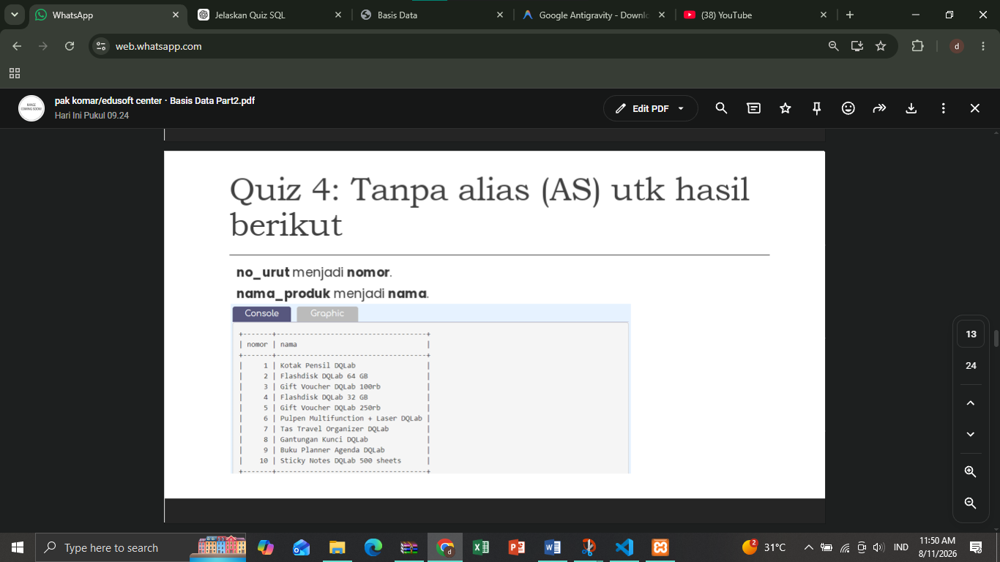 WhatsApp
Jelaskan Quiz SQL
Basis Data
Google Antigravity - Downlo
(38) YouTube
web.whatsapp.com
d
IMAGE
COMING SOON
pak komar/edusoft center · Basis Data Part2.pdf
Hari Ini Pukul 09.24
Edit PDF
Quiz 4: Tanpa alias (AS) utk hasil
berikut
no_urut menjadi nomor.
nama_produk menjadi nama.
Console Graphic
+-------+----------------------------------+
| nomor | nama |
+-------+----------------------------------+
| 1 | Kotak Pensil DQLab |
| 2 | Flashdisk DQLab 64 GB |
| 3 | Gift Voucher DQLab 100rb |
| 4 | Flashdisk DQLab 32 GB |
| 5 | Gift Voucher DQLab 250rb |
| 6 | Pulpen Multifunction + Laser DQLab |
| 7 | Tas Travel Organizer DQLab |
| 8 | Gantungan Kunci DQLab |
| 9 | Buku Planner Agenda DQLab |
| 10 | Sticky Notes DQLab 500 sheets |
+-------+----------------------------------+
13
24
Type here to search
d
2
31°C
IND
11:50 AM
8/11/2026